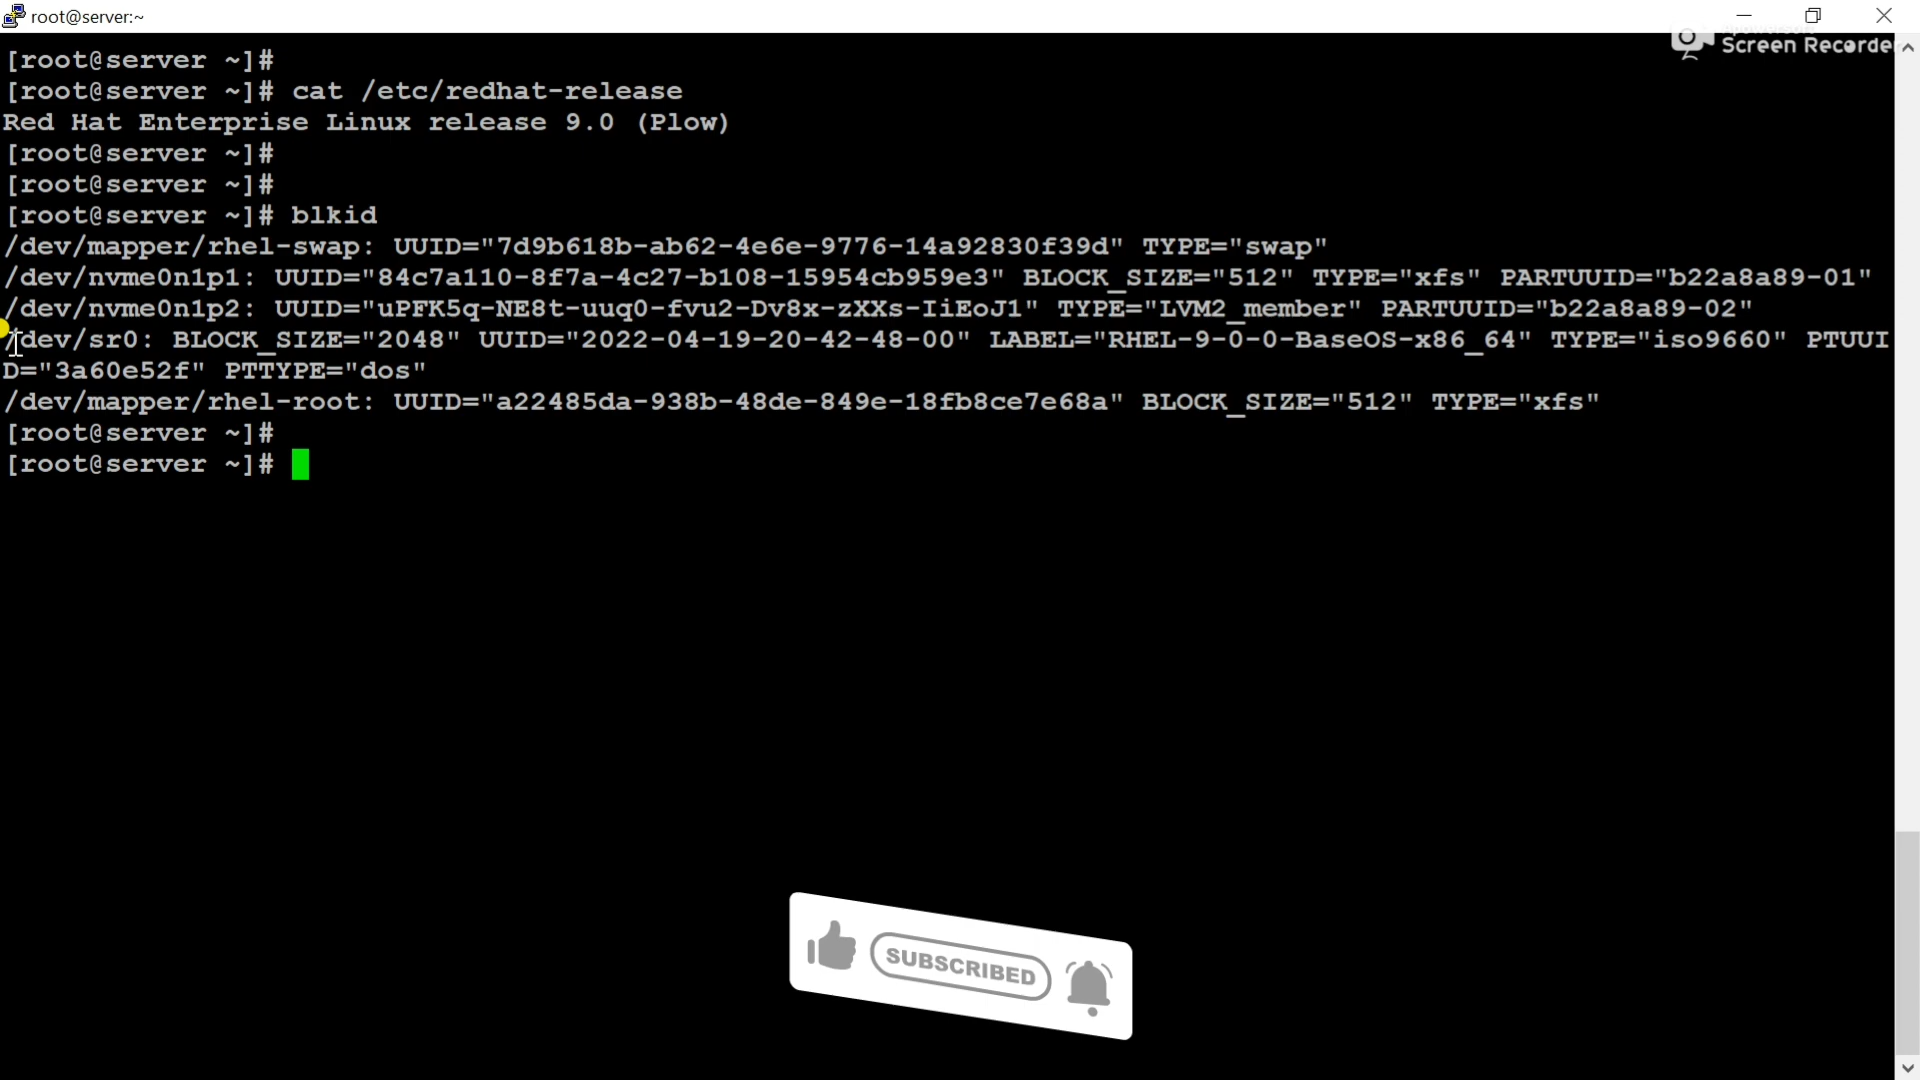 root@server:~
Screen Recorder
[root@server ~]#
[root@server ~]# cat /etc/redhat-release
Red Hat Enterprise Linux release 9.0 (Plow)
[root@server ~]#
[root@server ~]#
[root@server ~]# blkid
/dev/mapper/rhel-swap: UUID="7d9b618b-ab62-4e6e-9776-14a92830f39d" TYPE="swap"
/dev/nvme0n1p1: UUID="84c7a110-8f7a-4c27-b108-15954cb959e3" BLOCK_SIZE="512" TYPE="xfs" PARTUUID="b22a8a89-01"
/dev/nvme0n1p2: UUID="uPFK5q-NE8t-uuq0-fvu2-Dv8x-zXXs-IiEoJ1" TYPE="LVM2_member" PARTUUID="b22a8a89-02"
/dev/sr0: BLOCK_SIZE="2048" UUID="2022-04-19-20-42-48-00" LABEL="RHEL-9-0-0-BaseOS-x86_64" TYPE="iso9660" PTUUI
D="3a60e52f" PTTYPE="dos"
/dev/mapper/rhel-root: UUID="a22485da-938b-48de-849e-18fb8ce7e68a" BLOCK_SIZE="512" TYPE="xfs"
[root@server ~]#
[root@server ~]#
SUBSCRIBED